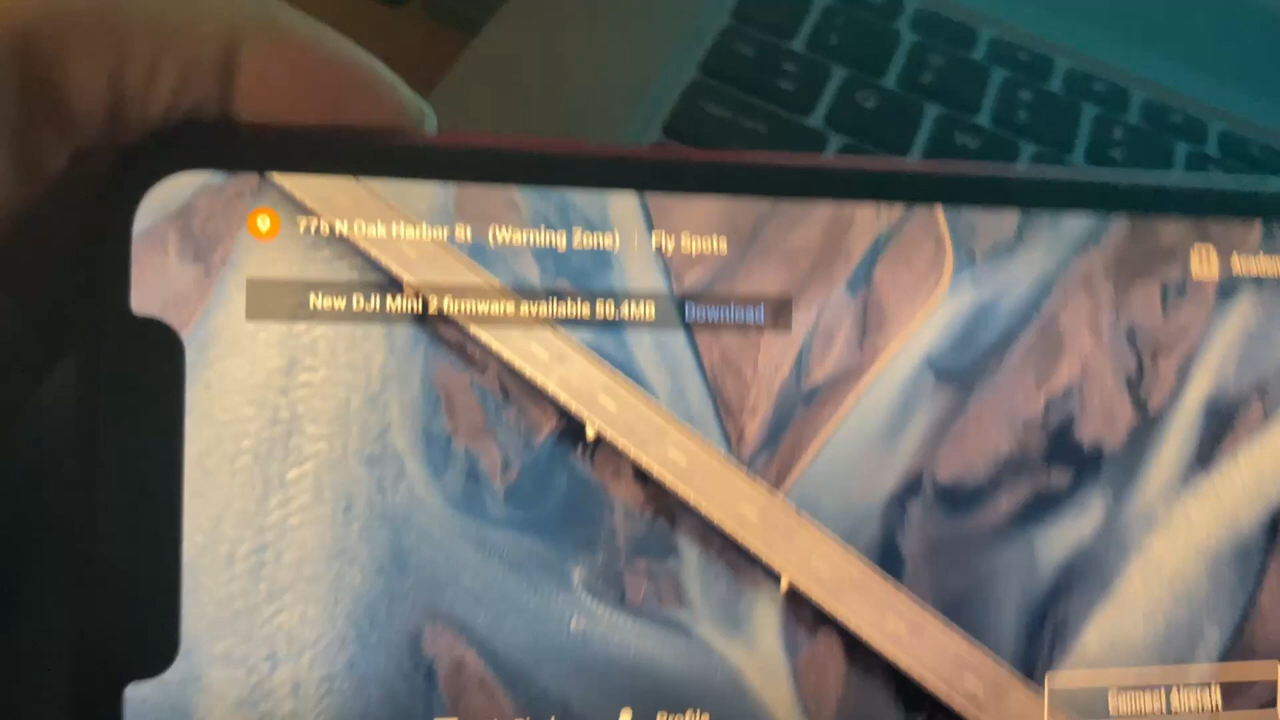 775 N Oak Harbor St (Warning Zone) | Fly Spots
New DJI Mini 2 firmware available 50.4MB Download
Connect Aircraft
Profile